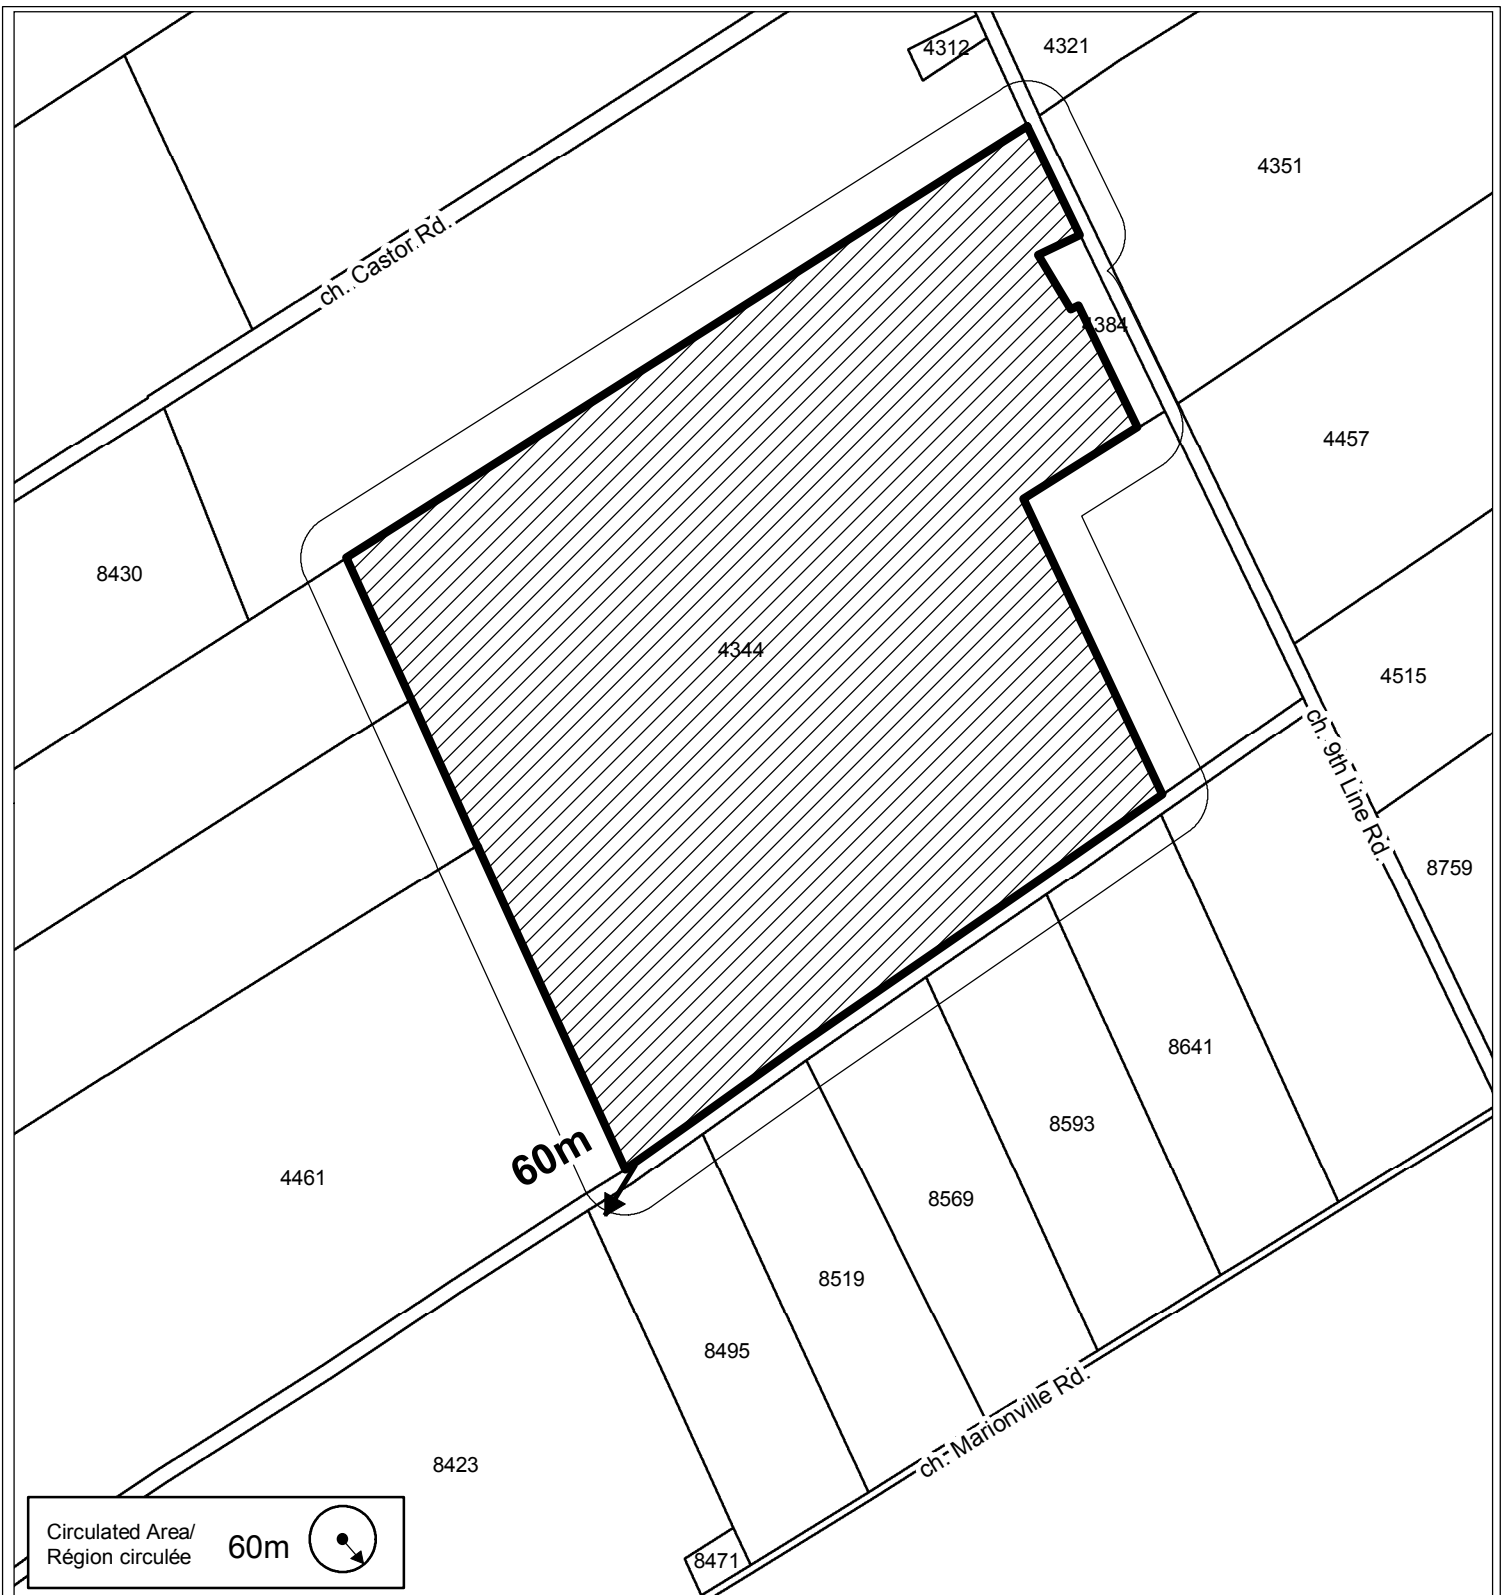 4312
4321
4351
ch. Castor Rd.
4384
4457
8430
4344
4515
ch. 9th Line Rd.
8759
8641
8593
60m
4461
8569
8519
8495
ch. Marionville Rd.
8423
Circulated Area/
Région circulée
60m
8471